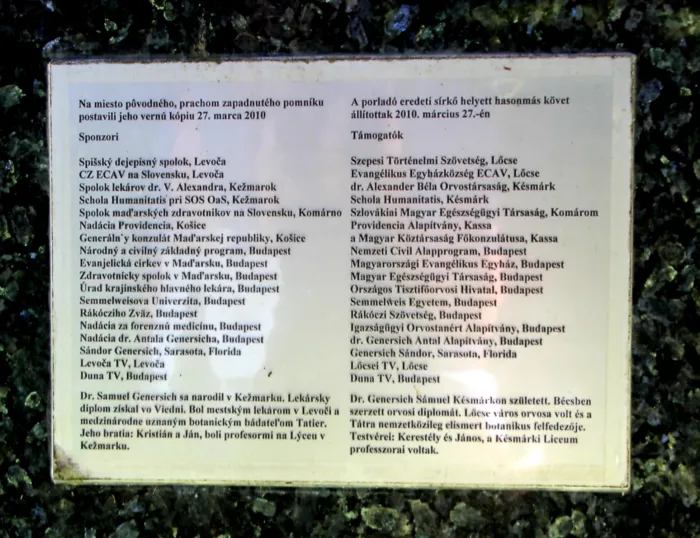 Na miesto pôvodného, prachom zapadnutého pomníku
postavili jeho vernú kópiu 27. marca 2010
Sponzori
Spišský dejepisný spolok, Levoča
CZ ECAV na Slovensku, Levoča
Spolok lekárov dr. V. Alexandra, Kežmarok
Schola Humanitatis pri SOS OaS, Kežmarok
Spolok maďarských zdravotníkov na Slovensku, Komárno
Nadácia Providencia, Košice
Generáln`y konzulát Maďarskej republiky, Košice
Národný a civilný základný program, Budapest
Evanjelická cirkev v Maďarsku, Budapest
Zdravotnícky spolok v Maďarsku, Budapest
Úrad krajinského hlavného lekára, Budapest
Semmelweisova Univerzita, Budapest
Rákócziho Zväz, Budapest
Nadácia za forenznú medicínu, Budapest
Nadácia dr. Antala Genersicha, Budapest
Sándor Genersich, Sarasota, Florida
Levoča TV, Levoča
Duna TV, Budapest
Dr. Samuel Genersich sa narodil v Kežmarku. Lekársky
diplom získal vo Viedni. Bol mestským lekárom v Levoči a
medzinárodne uznaným botanickým bádateľom Tatier.
Jeho bratia: Kristián a Ján, boli profesormi na Lýceu v
Kežmarku.
A porladó eredeti sírkő helyett hasonmás követ
állítottak 2010. március 27.-én
Támogatók
Szepesi Történelmi Szövetség, Lőcse
Evangélikus Egyházközség ECAV, Lőcse
dr. Alexander Béla Orvostársaság, Késmárk
Schola Humanitatis, Késmárk
Szlovákiai Magyar Egészségügyi Társaság, Komárom
Providencia Alapítvány, Kassa
a Magyar Köztársaság Főkonzulátusa, Kassa
Nemzeti Civil Alapprogram, Budapest
Magyarországi Evangélikus Egyház, Budapest
Magyar Egészségügyi Társaság, Budapest
Országos Tisztifőorvosi Hivatal, Budapest
Semmelweis Egyetem, Budapest
Rákóczi Szövetség, Budapest
Igazságügyi Orvostanért Alapítvány, Budapest
dr. Genersich Antal Alapítvány, Budapest
Genersich Sándor, Sarasota, Florida
Lőcsei TV, Lőcse
Duna TV, Budapest
Dr. Genersich Sámuel Késmárkon született. Bécsben
szerzett orvosi diplomát. Lőcse város orvosa volt és a
Tátra nemzetközileg elismert botanikus felfedezője.
Testvérei: Kerestély és János, a Késmárki Liceum
professzorai voltak.